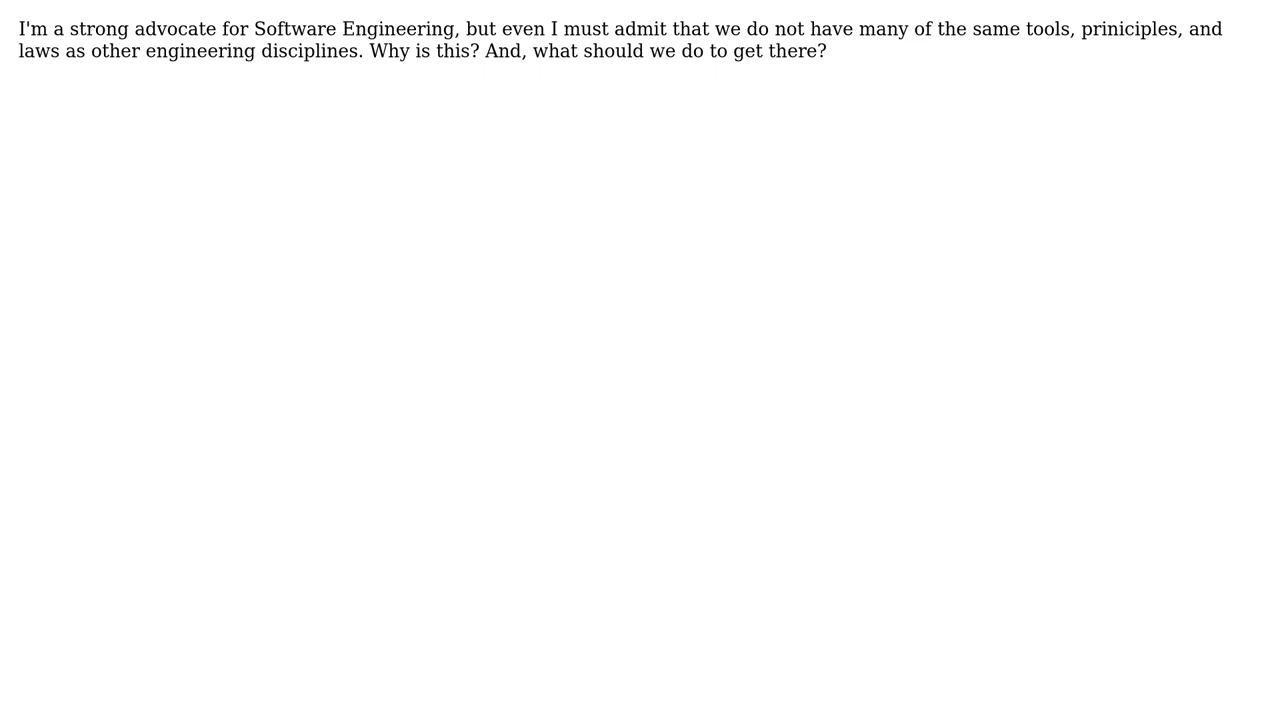 I'm a strong advocate for Software Engineering, but even I must admit that we do not have many of the same tools, priniciples, and
laws as other engineering disciplines. Why is this? And, what should we do to get there?